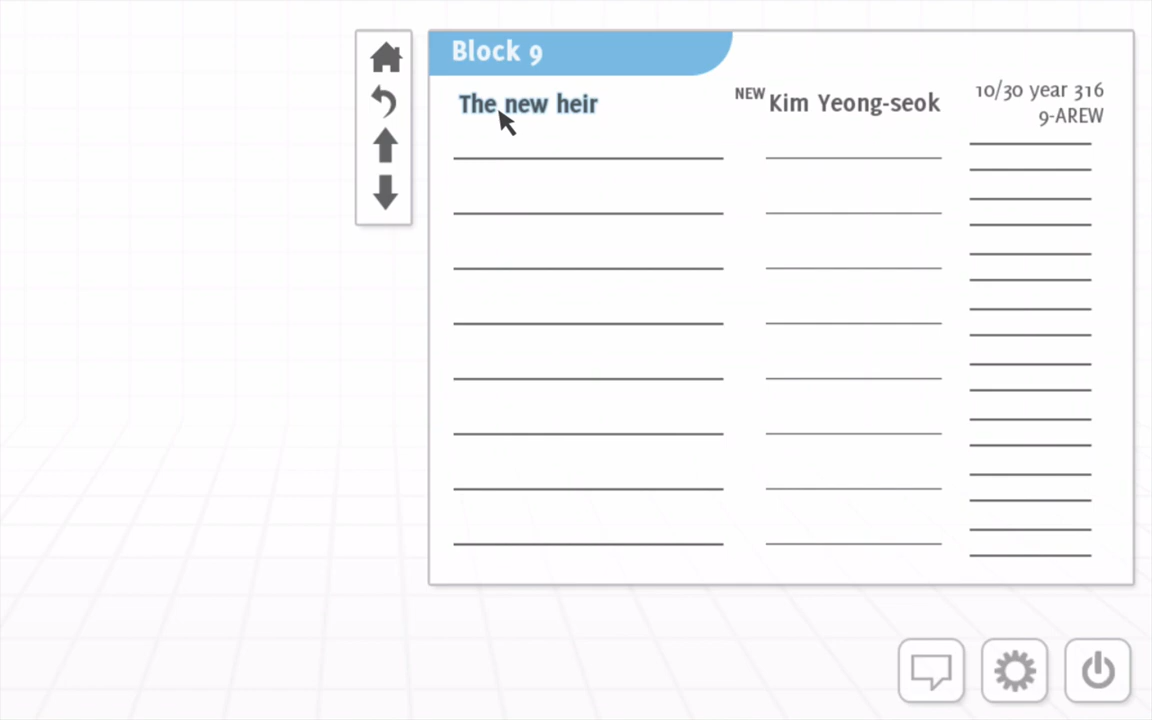 Block 9
The new heir
NEW Kim Yeong-seok
10/30 year 316
9-AREW